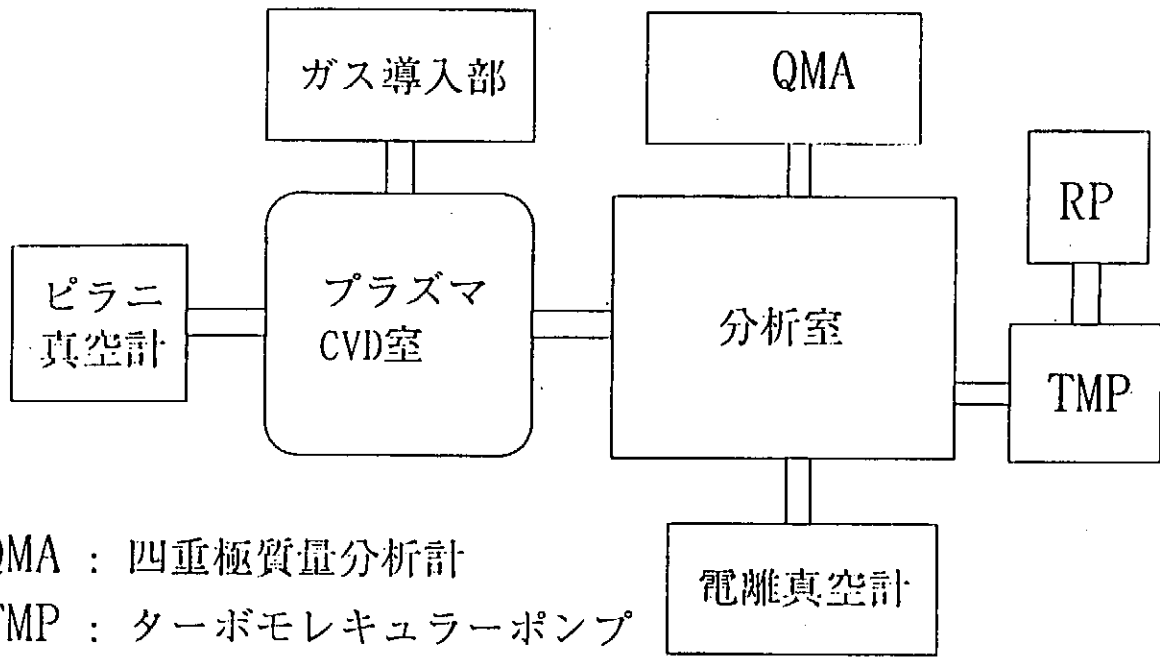 ガス導入部
QMA
RP
ピラニ
真空計
プラズマ
CVD室
分析室
TMP
電離真空計
QMA : 四重極質量分析計
TMP : ターボモレキュラーポンプ